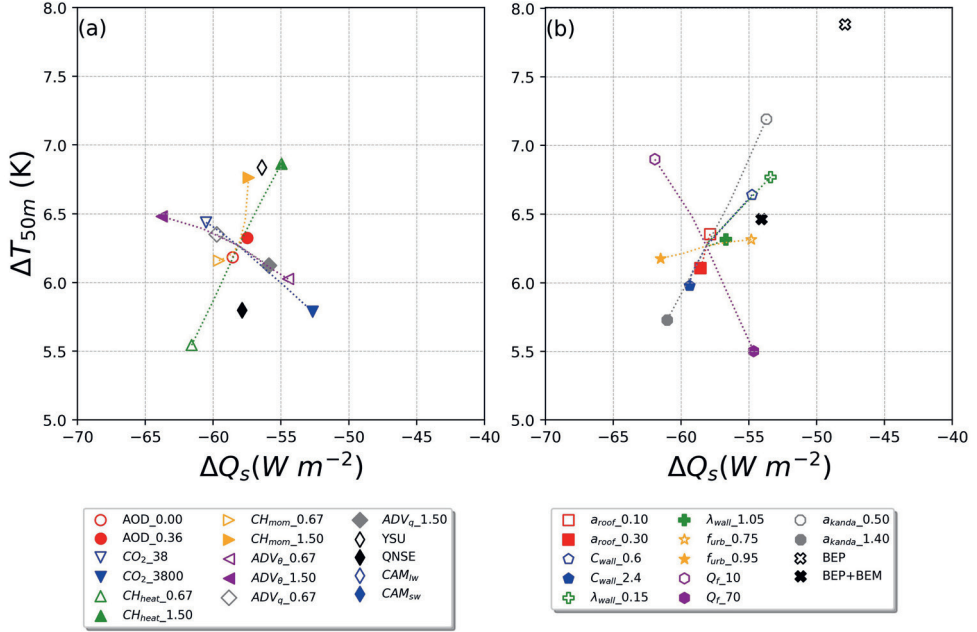 (a)
8.0
7.5
7.0
6.5
6.0
5.5
5.0
ΔT50m (K)
−70 −65 −60 −55 −50 −45 −40
ΔQs(W m−2)
(b)
8.0
7.5
7.0
6.5
6.0
5.5
5.0
−70 −65 −60 −55 −50 −45 −40
ΔQs(W m−2)
AOD_0.00
AOD_0.36
CO2_38
CO2_3800
CHheat_0.67
CHheat_1.50
CHmom_0.67
CHmom_1.50
ADVθ_0.67
ADVθ_1.50
ADVq_0.67
ADVq_1.50
YSU
QNSE
CAMlw
CAMsw
aroof_0.10
aroof_0.30
Cwall_0.6
Cwall_2.4
λwall_0.15
λwall_1.05
furb_0.75
furb_0.95
Qf_10
Qf_70
akanda_0.50
akanda_1.40
BEP
BEP+BEM